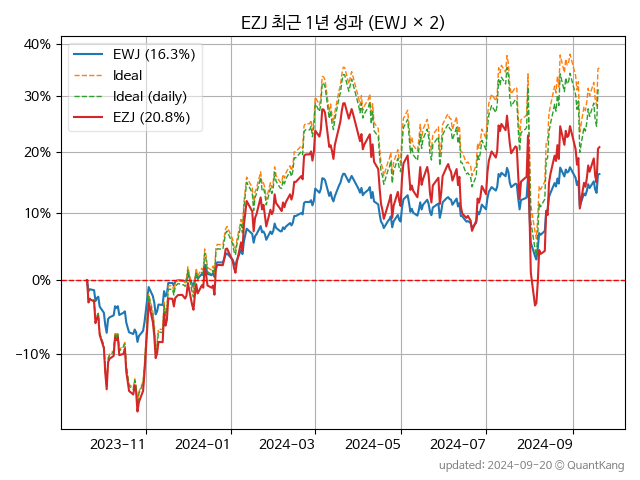 EZJ 최근 1년 성과 (EWJ × 2)
40%
30%
20%
10%
0%
−10%
EWJ (16.3%)
Ideal
Ideal (daily)
EZJ (20.8%)
2023-11
2024-01
2024-03
2024-05
2024-07
2024-09
updated: 2024-09-20 © QuantKang